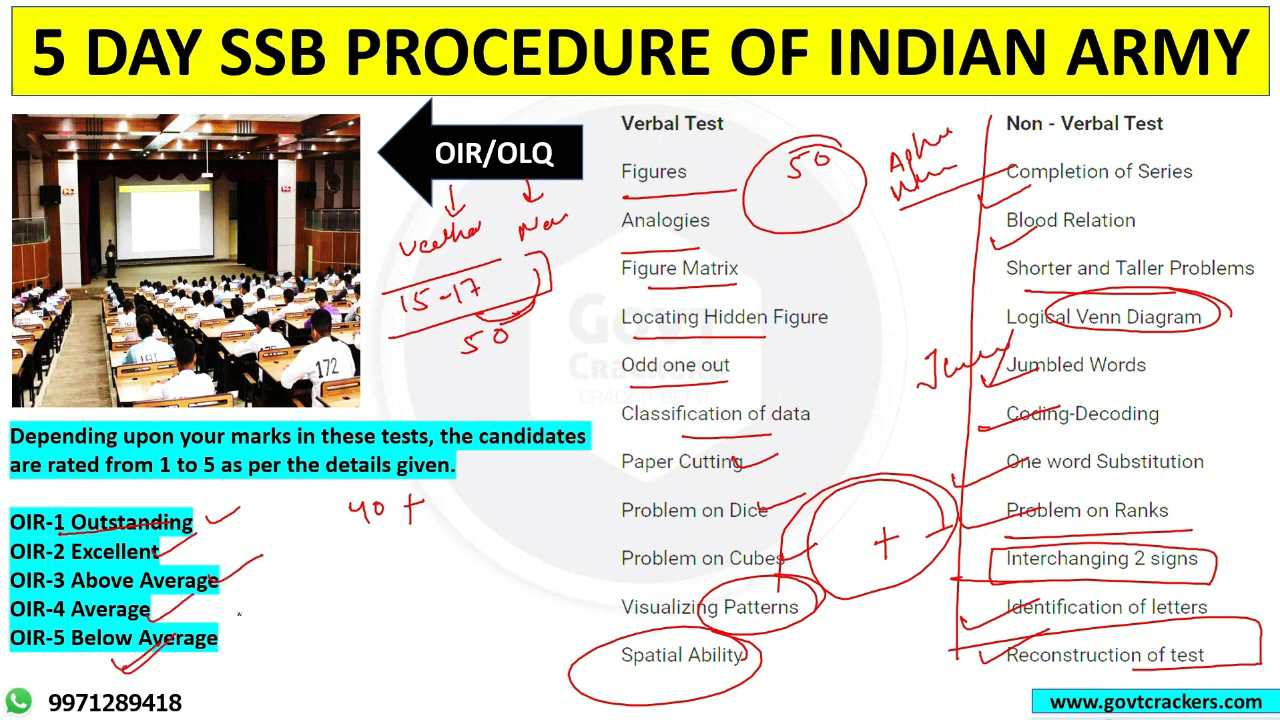 5 DAY SSB PROCEDURE OF INDIAN ARMY
OIR/OLQ
15-17
50
172
Depending upon your marks in these tests, the candidates
are rated from 1 to 5 as per the details given.
40 +
OIR-1 Outstanding
OIR-2 Excellent
OIR-3 Above Average
OIR-4 Average
OIR-5 Below Average
9971289418
Verbal Test
Figures
Analogies
Figure Matrix
Locating Hidden Figure
Odd one out
Classification of data
Paper Cutting
Problem on Dice
Problem on Cubes
Visualizing Patterns
Spatial Ability
50
+ -
Govt
Crackers
Non - Verbal Test
Completion of Series
Blood Relation
Shorter and Taller Problems
Logisal Venn Diagram
Jumbled Words
Coding-Decoding
One word Substitution
Problem on Ranks
Interchanging 2 signs
Identification of letters
Reconstruction of test
www.govtcrackers.com